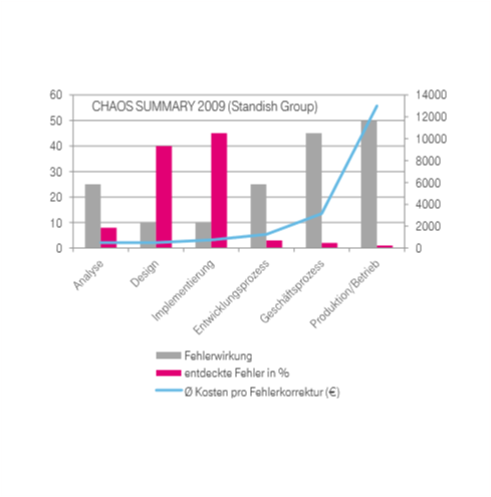 CHAOS SUMMARY 2009 (Standish Group)
60
50
40
30
20
10
0
14000
12000
10000
8000
6000
4000
2000
0
Analyse
Design
Implementierung
Entwicklungsprozess
Geschäftsprozess
Produktion/Betrieb
Fehlerwirkung
entdeckte Fehler in %
Ø Kosten pro Fehlerkorrektur (€)